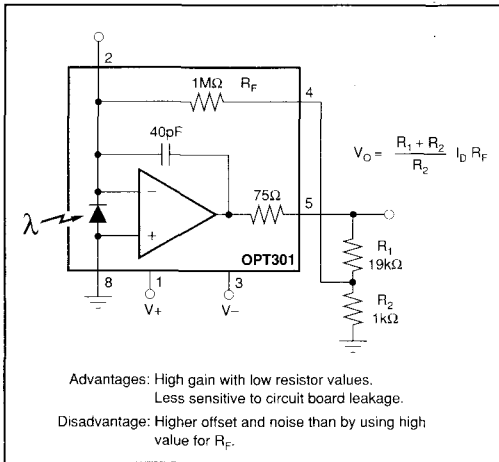 2
1MΩ R_F 4
40pF
V_O = (R_1 + R_2) / R_2 I_D R_F
75Ω 5
−
λ
+
OPT301
R_1
19kΩ
8 1 3
R_2
1kΩ
V+ V−
Advantages: High gain with low resistor values.
Less sensitive to circuit board leakage.
Disadvantage: Higher offset and noise than by using high
value for R_F.